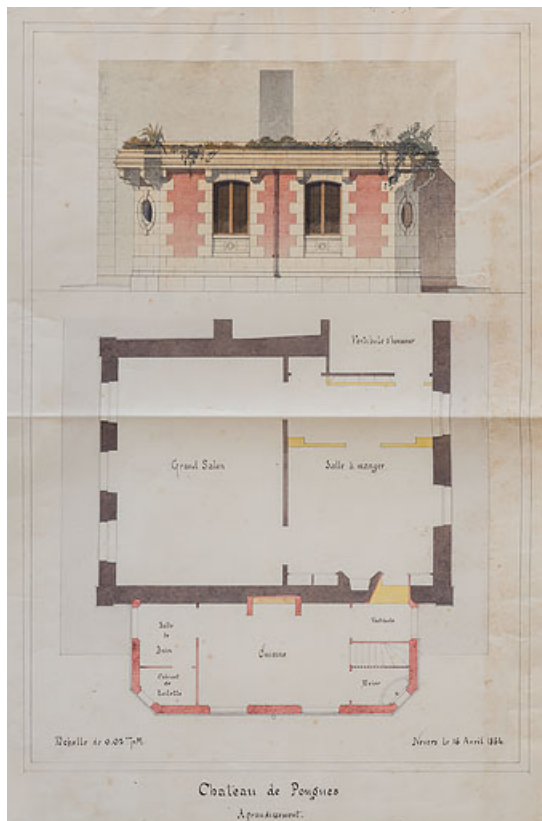 Vestibule d'honneur
Grand Salon
Salle à manger
Salle
de
Bain
Cabinet
de
Toilette
Cuisine
Vestibule
Echelle de 0.02 PM.
Nevers le 16 Avril 1864
Chateau de Pougues
Agrandissement.